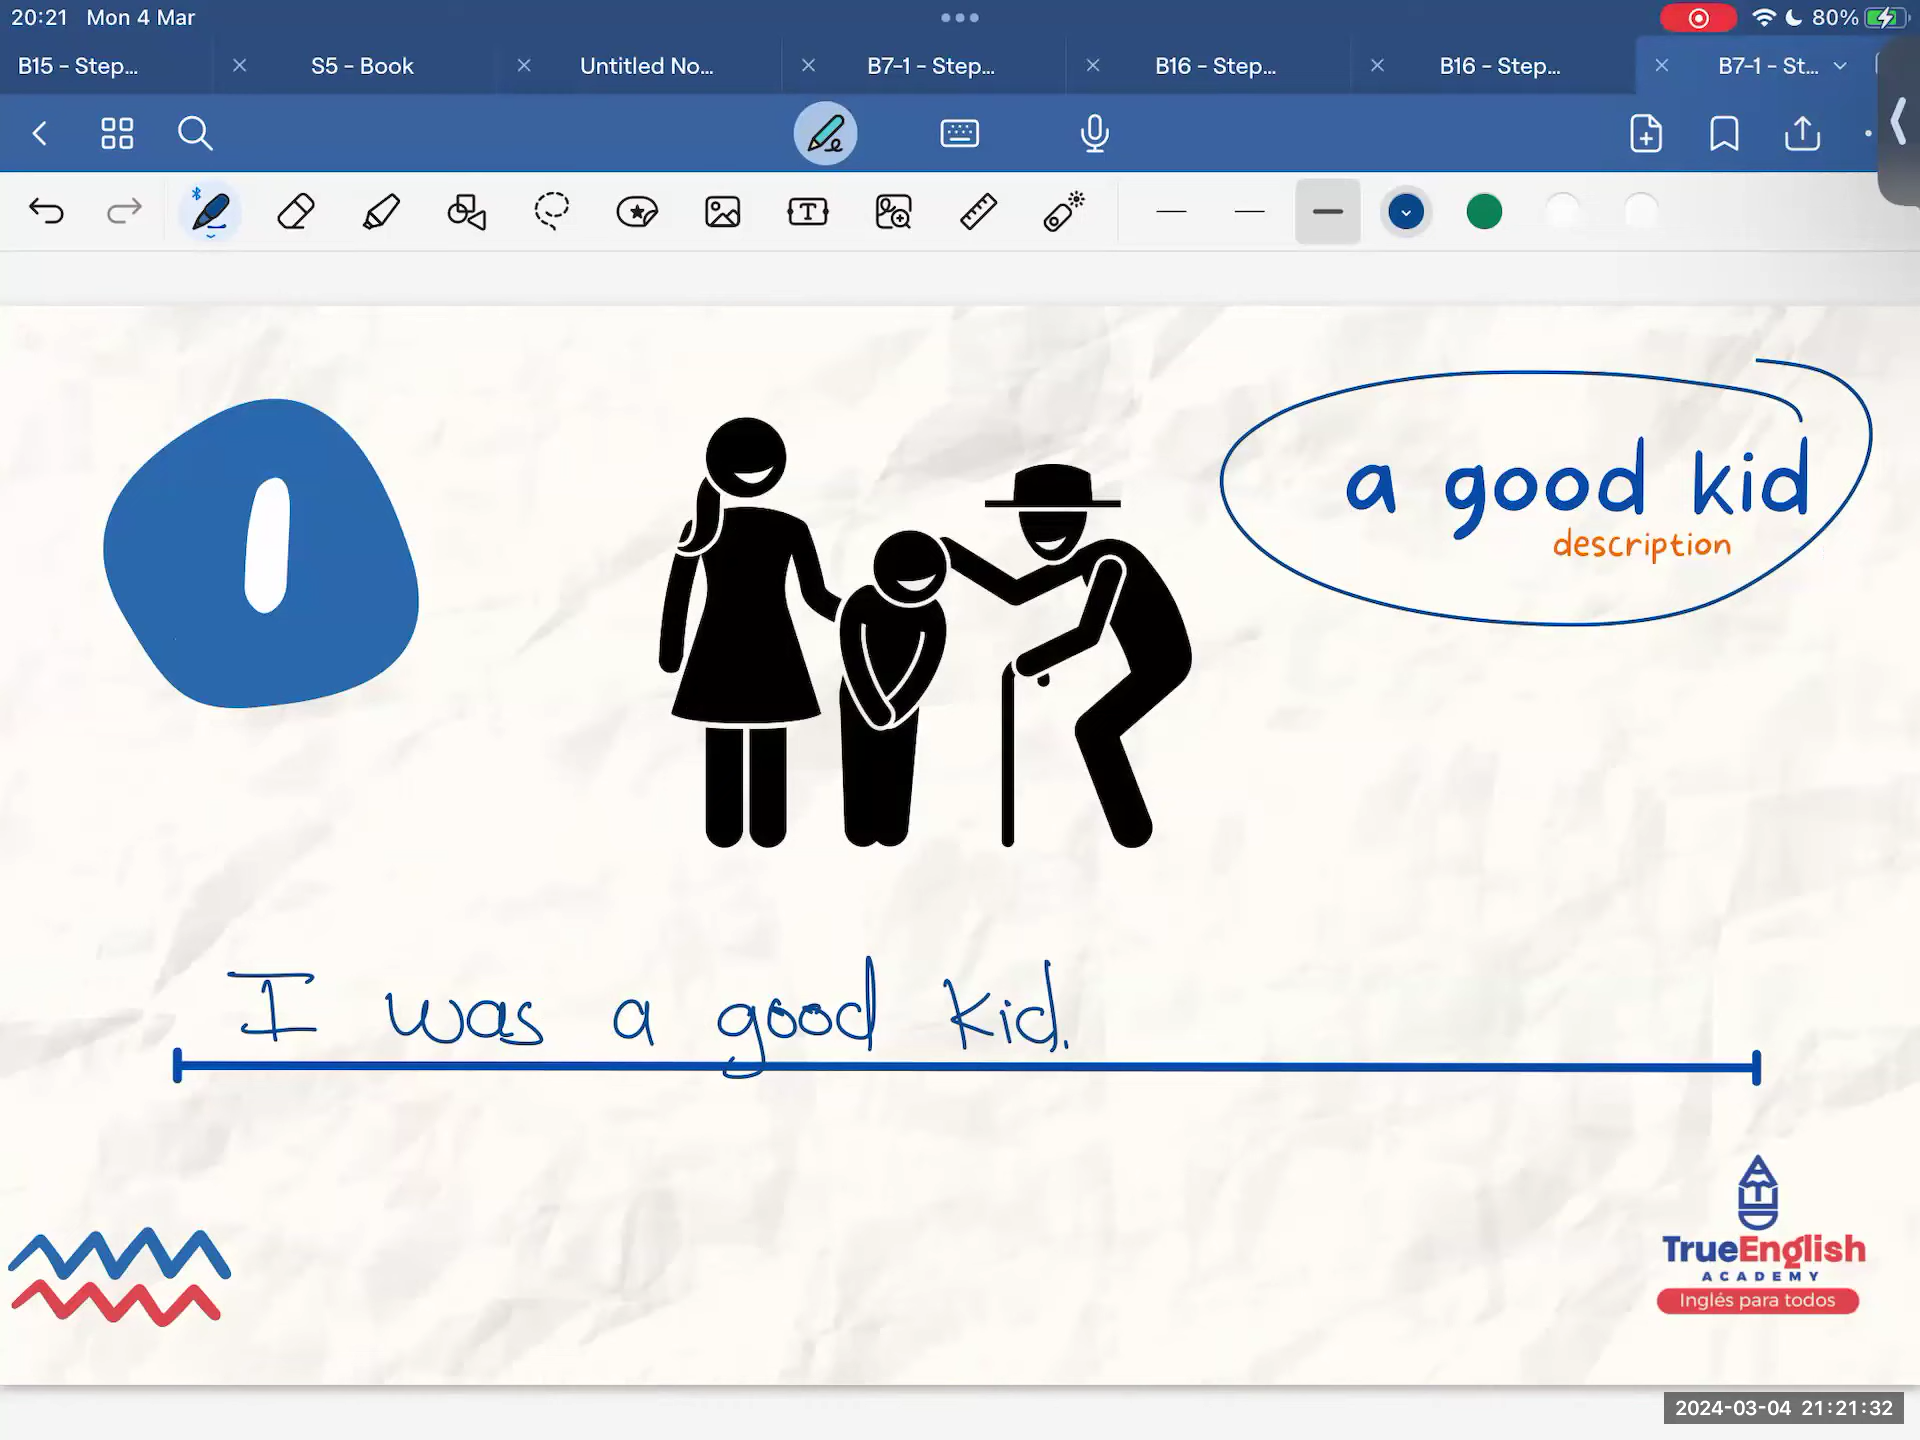 20:21 Mon 4 Mar
80%
B15 – Step...
S5 – Book
Untitled No...
B7-1 – Step...
B16 – Step...
B16 – Step...
B7-1 – St...
T
1
a good kid
description
I was a good kid.
TrueEnglish
ACADEMY
Inglés para todos
2024-03-04 21:21:32